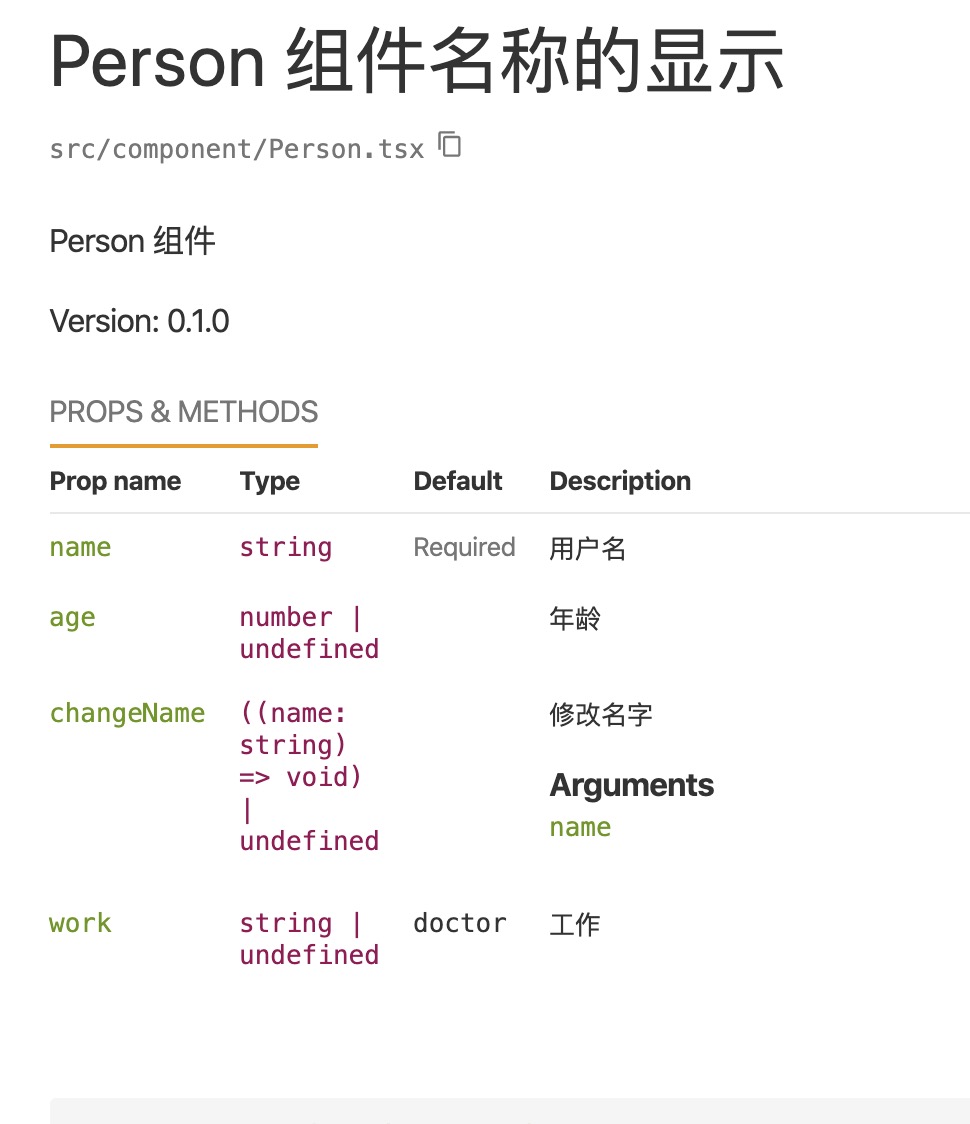 Person 组件名称的显示
src/component/Person.tsx
Person 组件
Version: 0.1.0
PROPS & METHODS
Prop name Type Default Description
name string Required 用户名
age number | 年龄
undefined
changeName ((name: 修改名字
string)
=> void) Arguments
| name
undefined
work string | doctor 工作
undefined